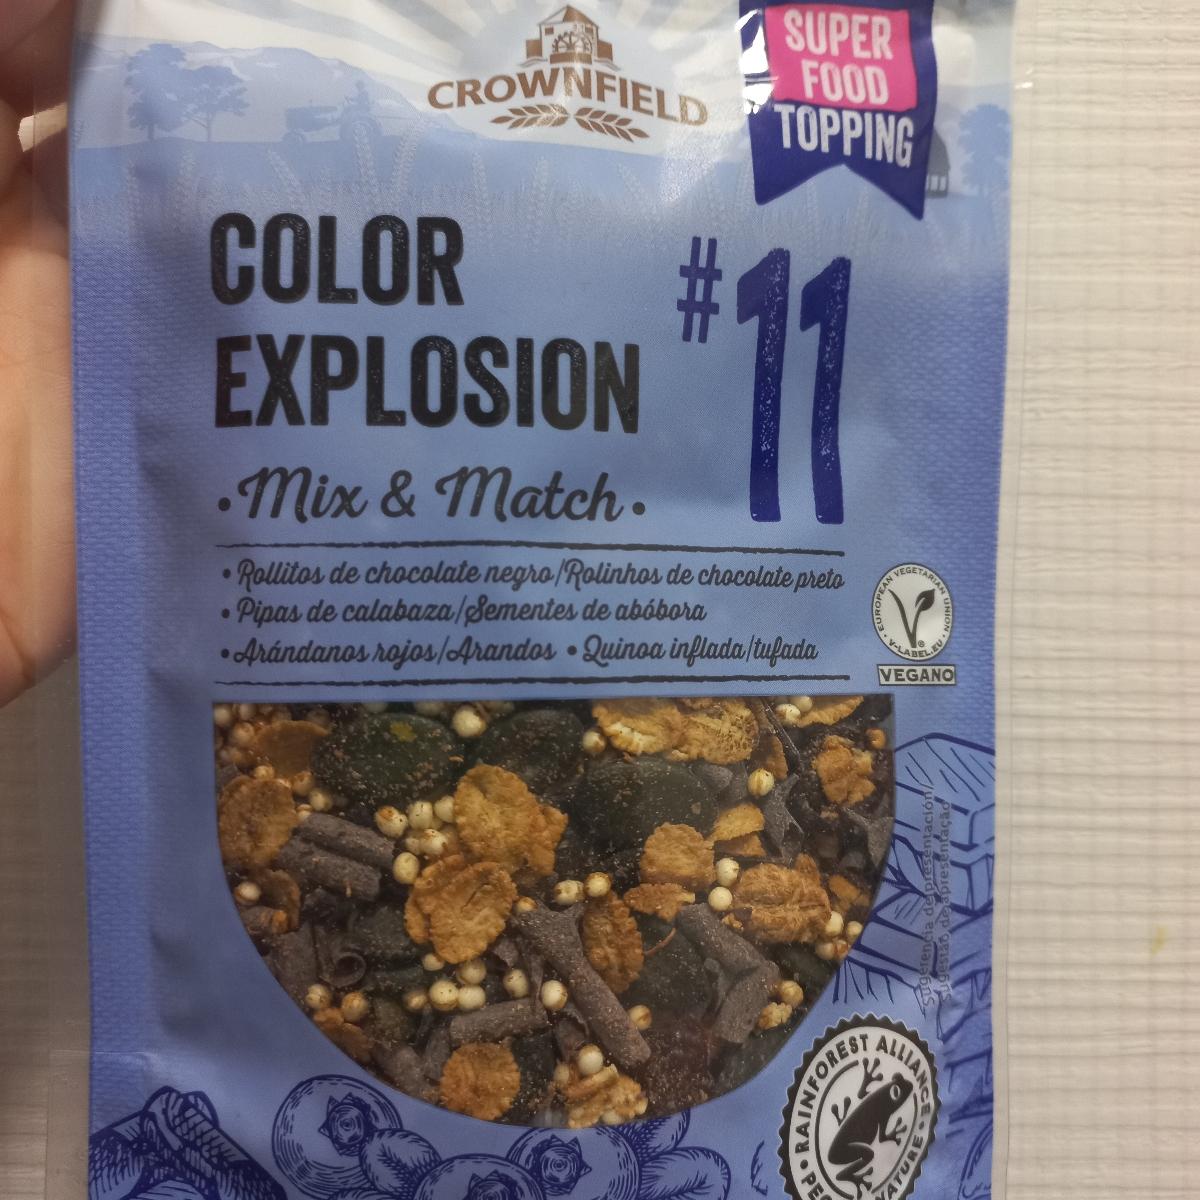 CROWNFIELD
SUPER
FOOD
TOPPING
COLOR
EXPLOSION
#11
• Mix & Match •
• Rollitos de chocolate negro/Rolinhos de chocolate preto
• Pipas de calabaza/Sementes de abóbora
• Arándanos rojos/Arandos • Quinoa inflada/tufada
• EUROPEAN VEGETARIAN UNION •
V-LABEL.EU
VEGANO
Sugerencia de presentación/
Sugestão de apresentação
• RAINFOREST ALLIANCE •
NATURE